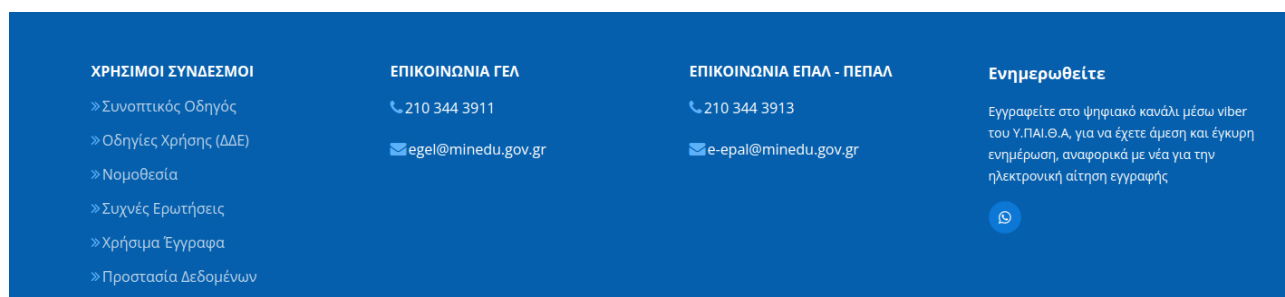 ΧΡΗΣΙΜΟΙ ΣΥΝΔΕΣΜΟΙ
Συνοπτικός Οδηγός
Οδηγίες Χρήσης (ΔΔΕ)
Νομοθεσία
Συχνές Ερωτήσεις
Χρήσιμα Έγγραφα
Προστασία Δεδομένων
ΕΠΙΚΟΙΝΩΝΙΑ ΓΕΛ
210 344 3911
egel@minedu.gov.gr
ΕΠΙΚΟΙΝΩΝΙΑ ΕΠΑΛ - ΠΕΠΑΛ
210 344 3913
e-epal@minedu.gov.gr
Ενημερωθείτε
Εγγραφείτε στο ψηφιακό κανάλι μέσω viber
του Υ.ΠΑΙ.Θ.Α, για να έχετε άμεση και έγκυρη
ενημέρωση, αναφορικά με νέα για την
ηλεκτρονική αίτηση εγγραφής